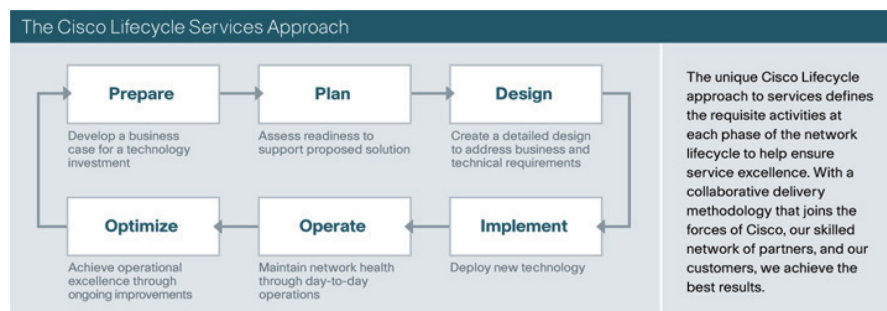 The Cisco Lifecycle Services Approach
Prepare
Develop a business
case for a technology
investment
Plan
Assess readiness to
support proposed solution
Design
Create a detailed design
to address business and
technical requirements
Optimize
Achieve operational
excellence through
ongoing improvements
Operate
Maintain network health
through day-to-day
operations
Implement
Deploy new technology
The unique Cisco Lifecycle
approach to services defines
the requisite activities at
each phase of the network
lifecycle to help ensure
service excellence. With a
collaborative delivery
methodology that joins the
forces of Cisco, our skilled
network of partners, and our
customers, we achieve the
best results.